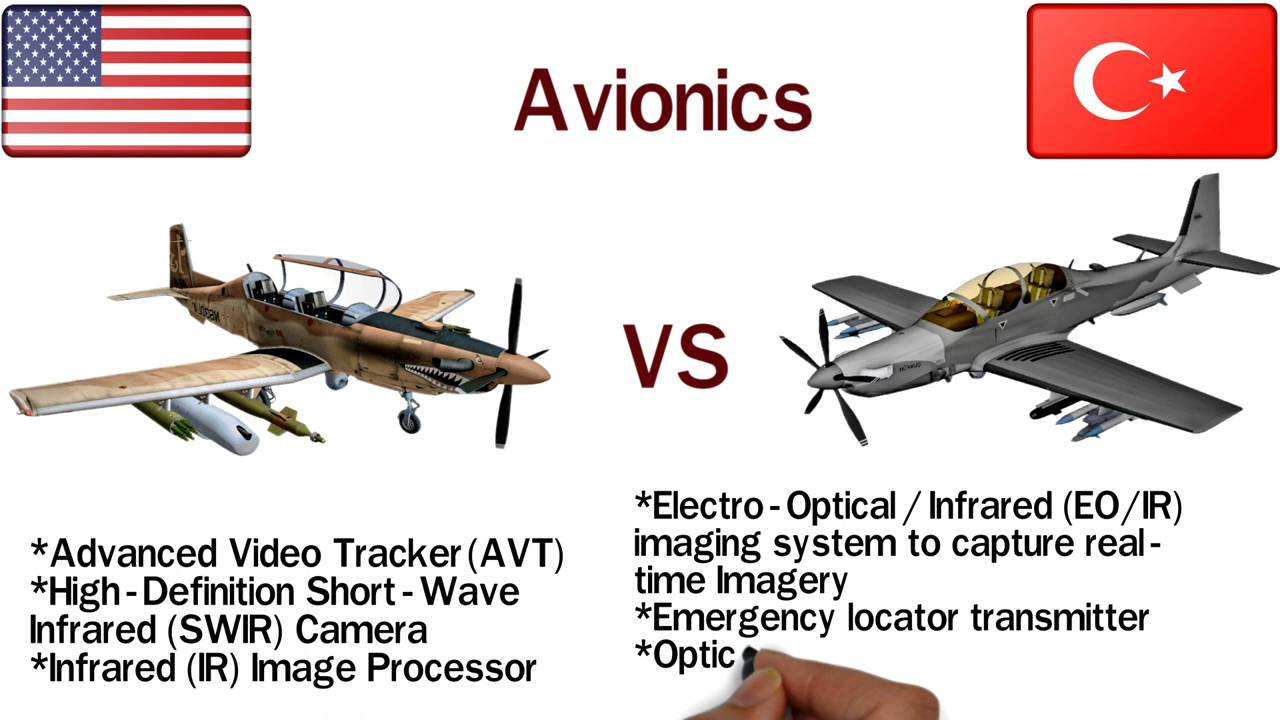 Avionics
VS
*Advanced Video Tracker (AVT)
*High-Definition Short-Wave
Infrared (SWIR) Camera
*Infrared (IR) Image Processor
*Electro-Optical / Infrared (EO/IR)
imaging system to capture real-
time Imagery
*Emergency locator transmitter
*Optic